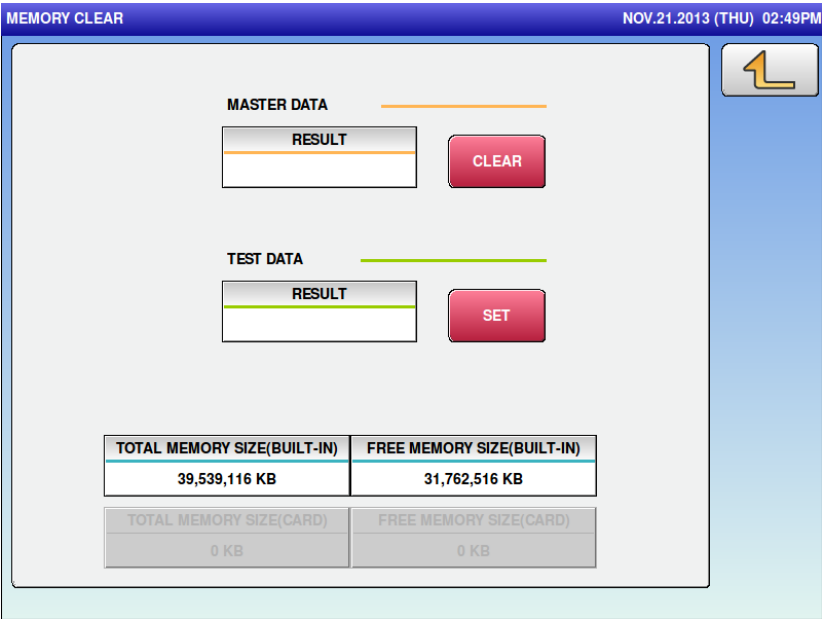 MEMORY CLEAR NOV.21.2013 (THU) 02:49PM
MASTER DATA
RESULT
CLEAR
TEST DATA
RESULT
SET
TOTAL MEMORY SIZE(BUILT-IN) FREE MEMORY SIZE(BUILT-IN)
39,539,116 KB 31,762,516 KB
TOTAL MEMORY SIZE(CARD) FREE MEMORY SIZE(CARD)
0 KB 0 KB